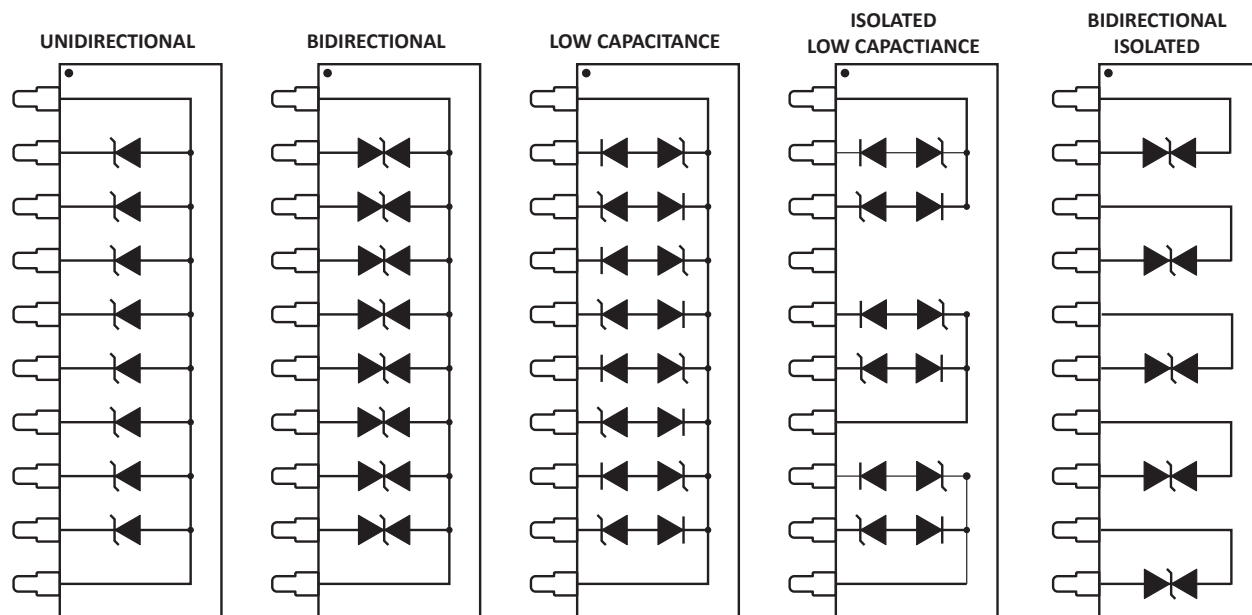 UNIDIRECTIONAL
BIDIRECTIONAL
LOW CAPACITANCE
ISOLATED
LOW CAPACTIANCE
BIDIRECTIONAL
ISOLATED